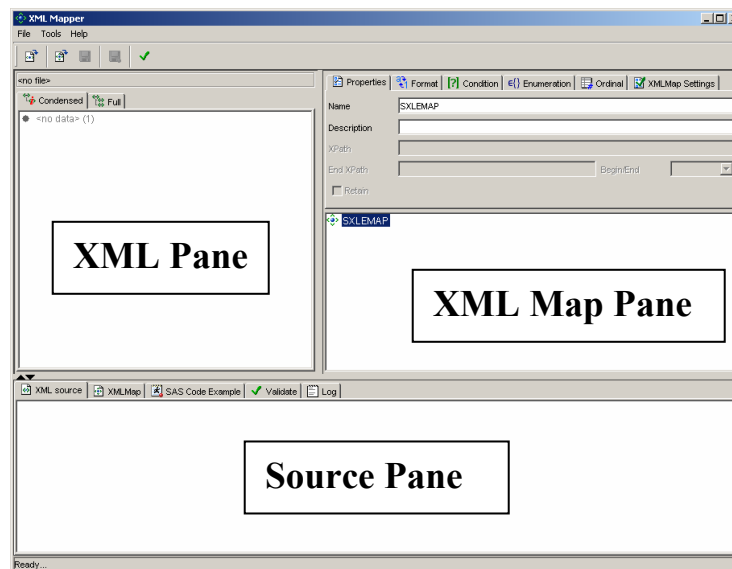 XML Mapper
File Tools Help
<no file>
Condensed Full
<no data> (1)
XML Pane
Properties Format [?] Condition €{} Enumeration Ordinal XMLMap Settings
Name SXLEMAP
Description
XPath
End XPath Begin/End
Retain
SXLEMAP
XML Map Pane
XML source XMLMap SAS Code Example Validate Log
Source Pane
Ready...